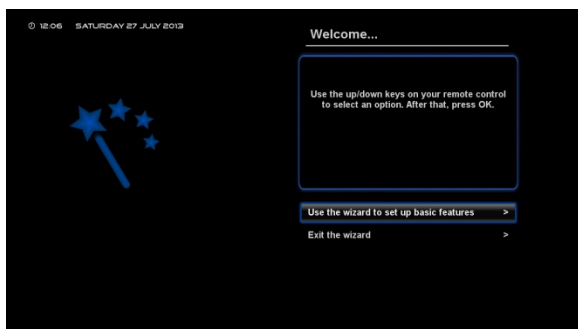 12:06 SATURDAY 27 JULY 2013
Welcome...
Use the up/down keys on your remote control
to select an option. After that, press OK.
Use the wizard to set up basic features >
Exit the wizard >